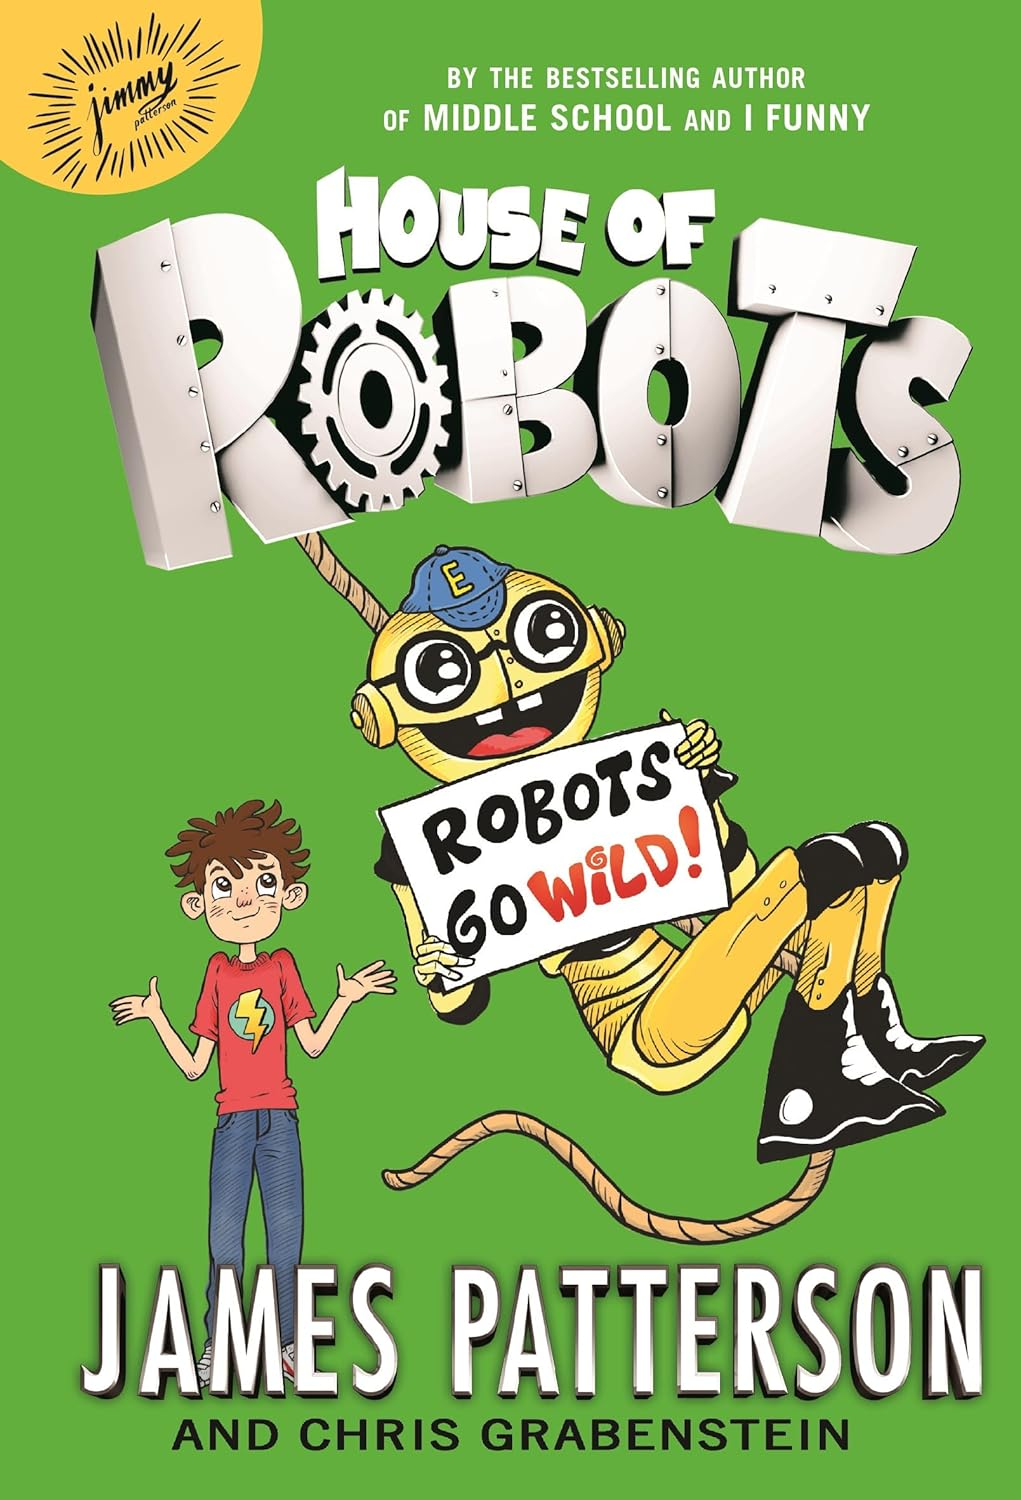 jimmy
patterson
BY THE BESTSELLING AUTHOR
OF MIDDLE SCHOOL AND I FUNNY
HOUSE OF
ROBOTS
E
ROBOTS
GO WILD!
JAMES PATTERSON
AND CHRIS GRABENSTEIN